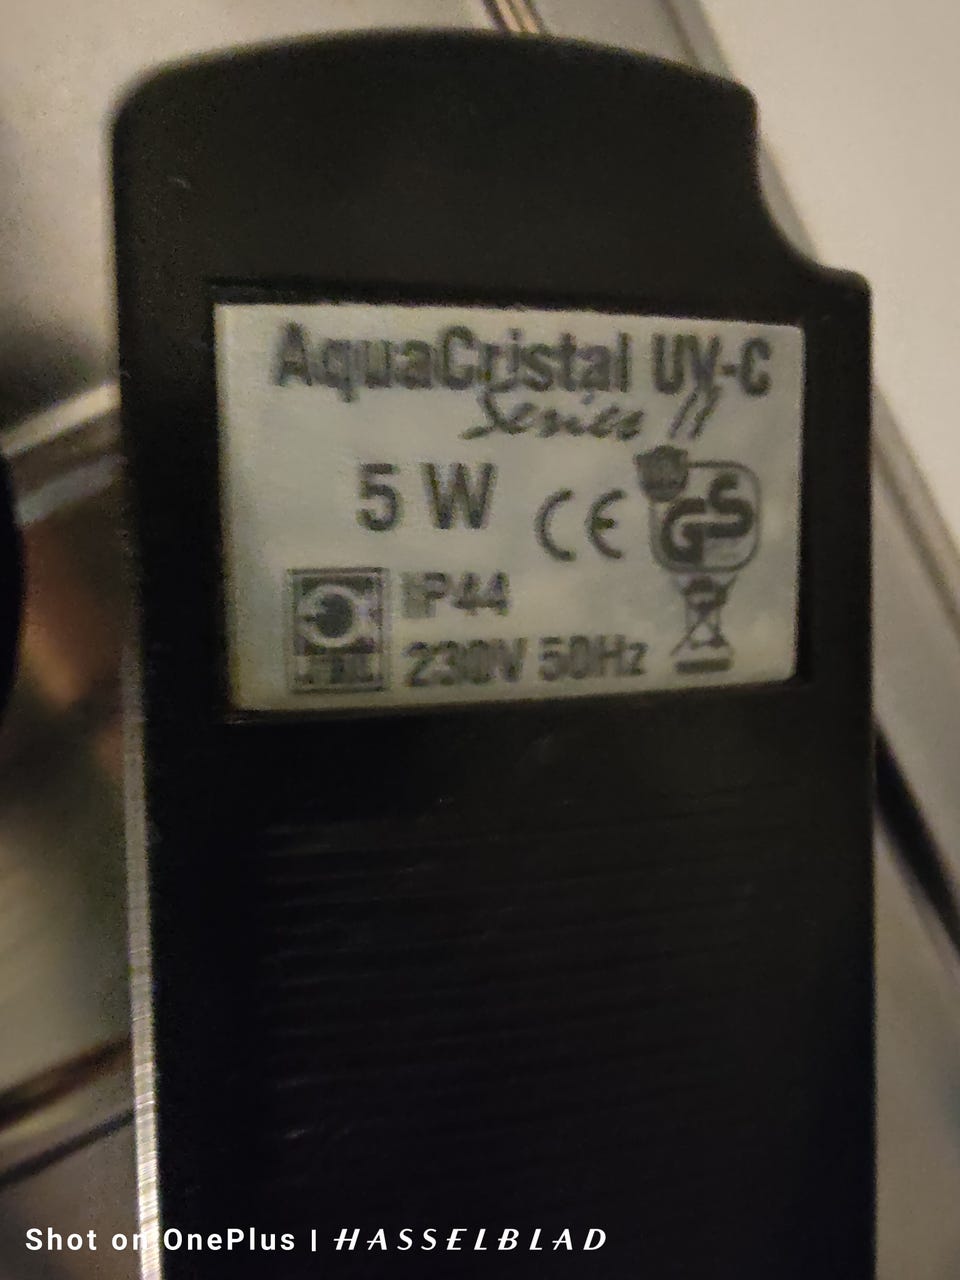 AquaCristal UV-C
Series II
5 W CE GS
IP44
230V 50Hz
Shot on OnePlus | HASSELBLAD